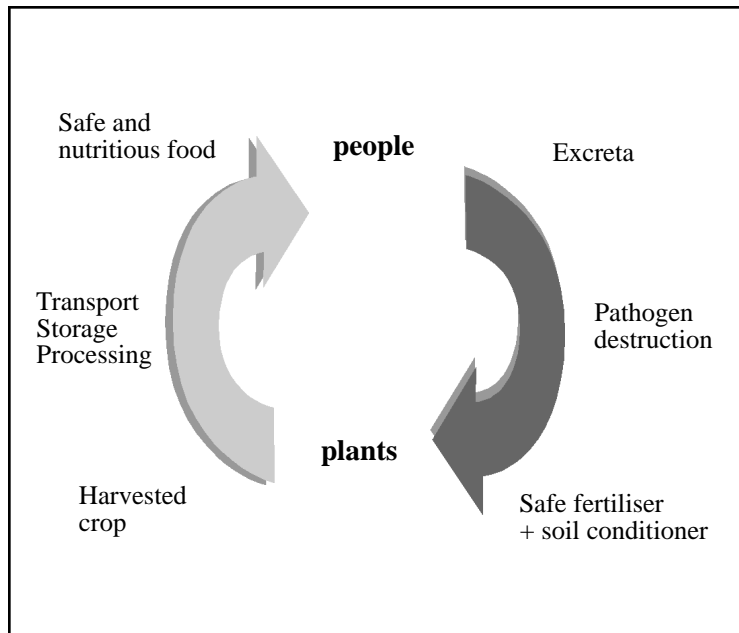 Safe and
nutritious food
people
Excreta
Transport
Storage
Processing
Pathogen
destruction
plants
Harvested
crop
Safe fertiliser
+ soil conditioner